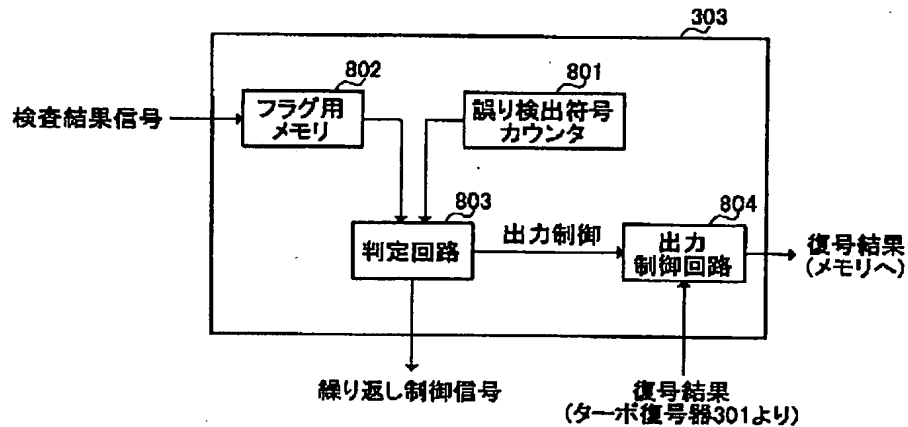 303
802
801
検査結果信号
フラグ用
メモリ
誤り検出符号
カウンタ
803
804
判定回路
出力制御
出力
制御回路
復号結果
(メモリへ)
繰り返し制御信号
復号結果
(ターボ復号器301より)